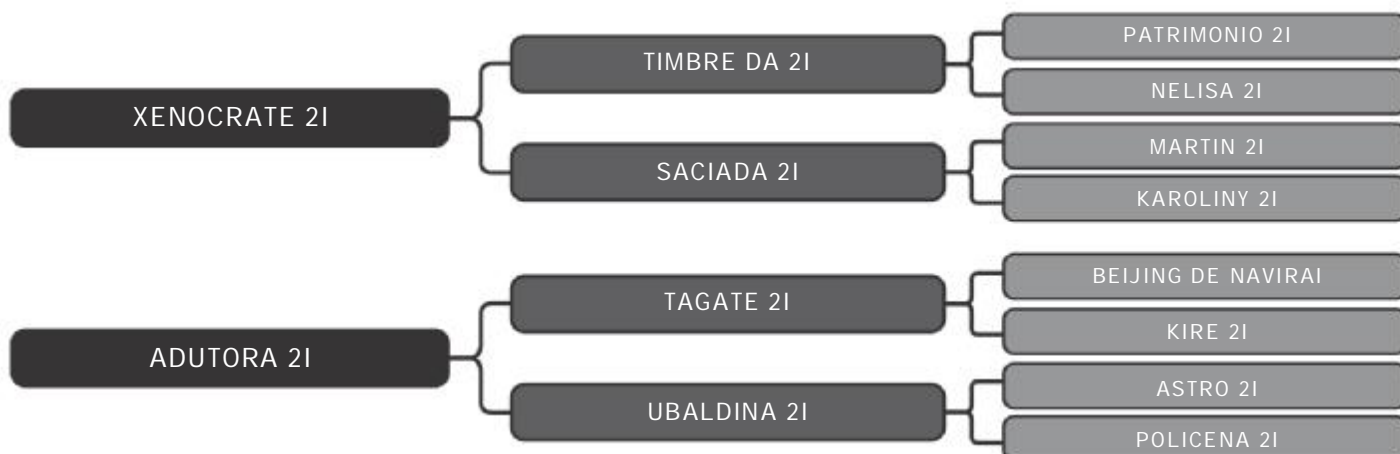 XENOCRATE 2I
TIMBRE DA 2I
PATRIMONIO 2I
NELISA 2I
SACIADA 2I
MARTIN 2I
KAROLINY 2I
ADUTORA 2I
TAGATE 2I
BEIJING DE NAVIRAI
KIRE 2I
UBALDINA 2I
ASTRO 2I
POLICENA 2I